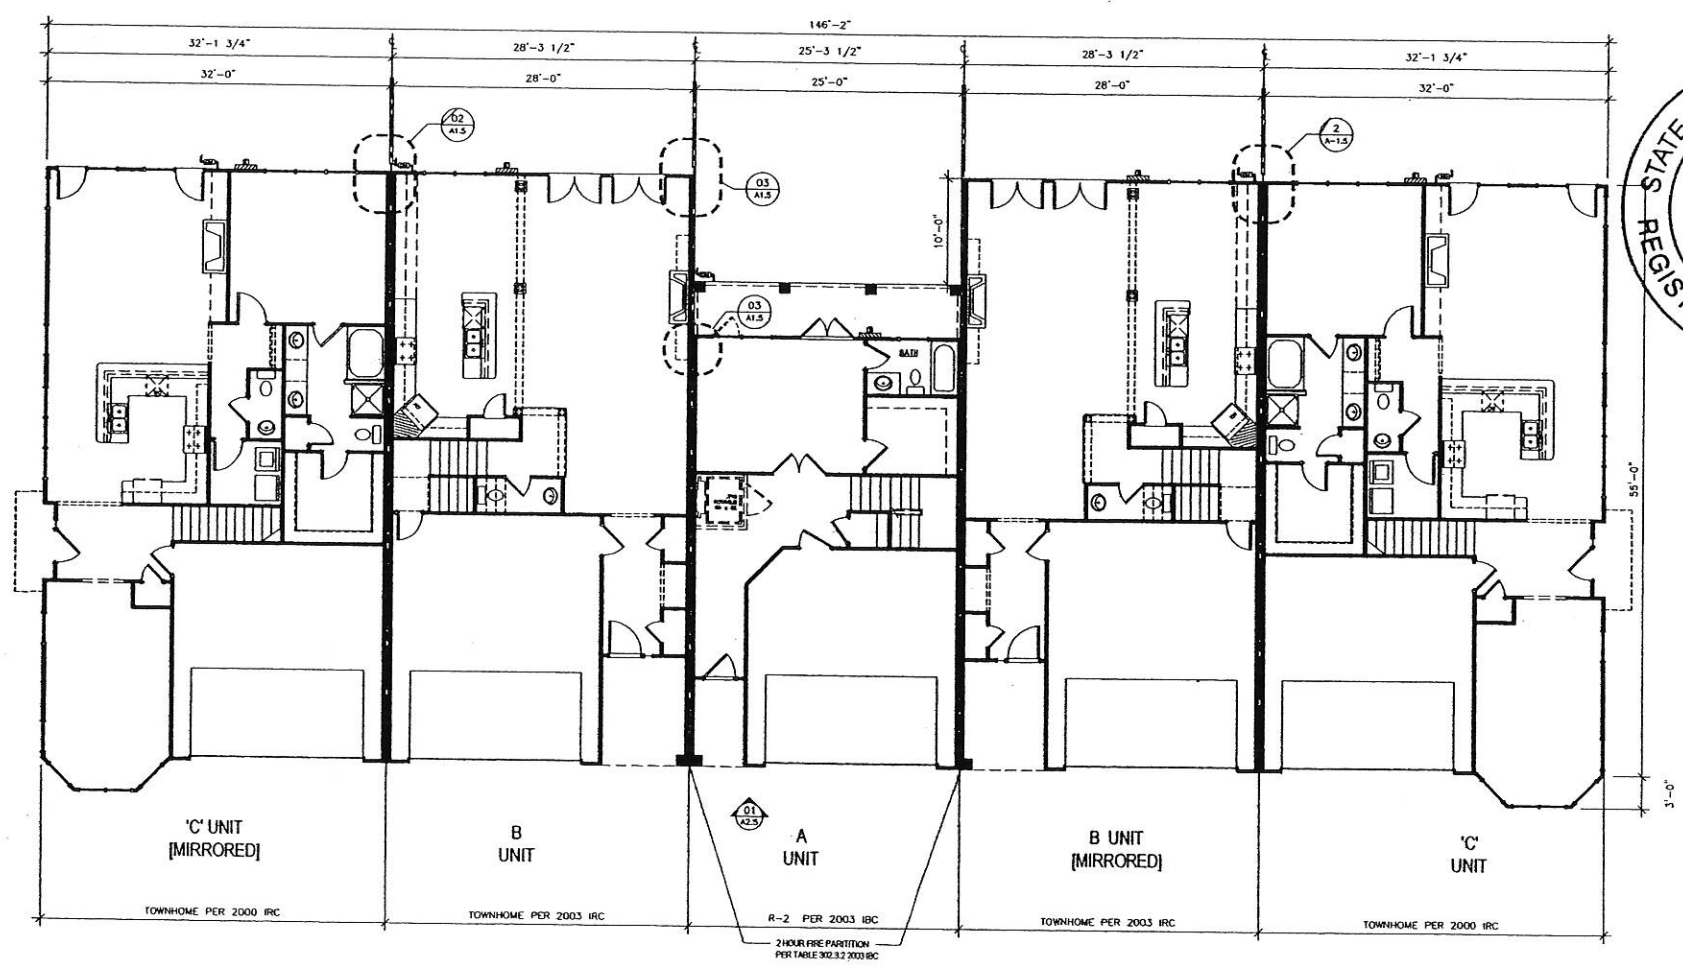 146'-2"
32'-1 3/4"
28'-3 1/2"
25'-3 1/2"
28'-3 1/2"
32'-1 3/4"
32'-0"
28'-0"
25'-0"
28'-0"
32'-0"
02
A1.5
03
A1.5
2
A-1.5
STATE
REGIS
10'-0"
03
A1.5
BATH
55'-0"
3'-0"
01
A2.5
'C' UNIT
[MIRRORED]
B
UNIT
A
UNIT
B UNIT
[MIRRORED]
'C'
UNIT
TOWNHOME PER 2000 IRC
TOWNHOME PER 2003 IRC
R-2 PER 2003 IBC
TOWNHOME PER 2003 IRC
TOWNHOME PER 2000 IRC
2 HOUR FIRE PARITITION
PER TABLE 302.3.2 2003 IBC